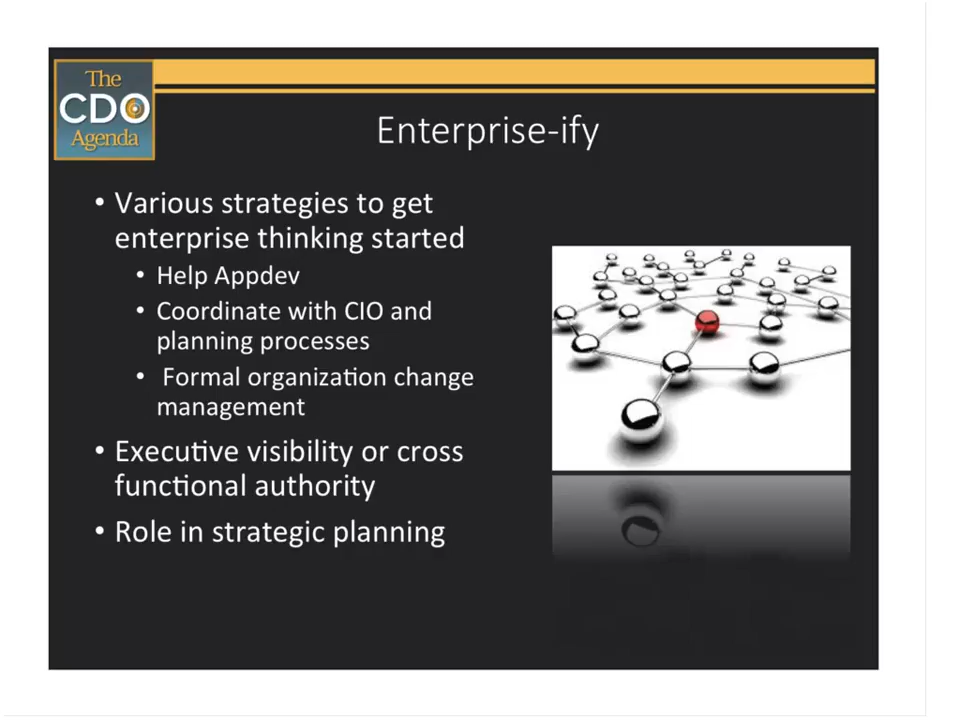 The
CDO
Agenda
Enterprise-ify
• Various strategies to get
enterprise thinking started
• Help Appdev
• Coordinate with CIO and
planning processes
• Formal organization change
management
• Executive visibility or cross
functional authority
• Role in strategic planning